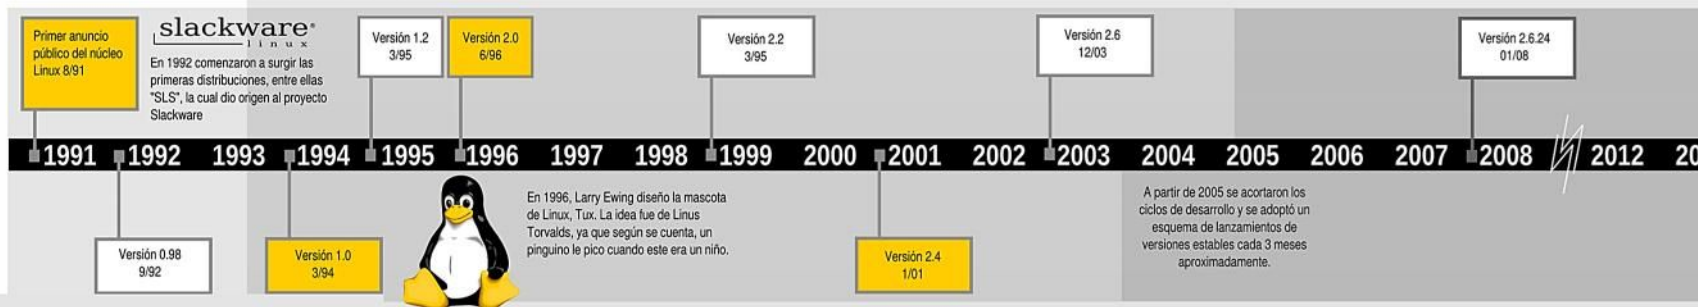 Primer anuncio
público del núcleo
Linux 8/91
slackware
linux
En 1992 comenzaron a surgir las
primeras distribuciones, entre ellas
"SLS", la cual dio origen al proyecto
Slackware
Versión 1.2
3/95
Versión 2.0
6/96
Versión 2.2
3/95
Versión 2.6
12/03
Versión 2.6.24
01/08
1991 1992 1993 1994 1995 1996 1997 1998 1999 2000 2001 2002 2003 2004 2005 2006 2007 2008 2012 20
Versión 0.98
9/92
Versión 1.0
3/94
En 1996, Larry Ewing diseño la mascota
de Linux, Tux. La idea fue de Linus
Torvalds, ya que según se cuenta, un
pinguino le pico cuando este era un niño.
Versión 2.4
1/01
A partir de 2005 se acortaron los
ciclos de desarrollo y se adoptó un
esquema de lanzamientos de
versiones estables cada 3 meses
aproximadamente.